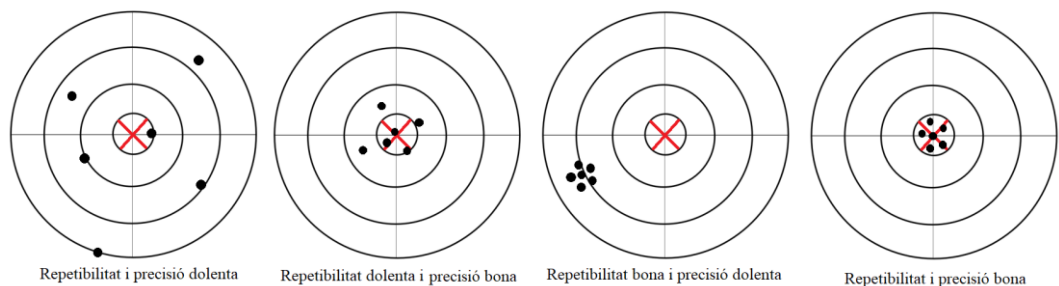 Repetibilitat i precisió dolenta
Repetibilitat dolenta i precisió bona
Repetibilitat bona i precisió dolenta
Repetibilitat i precisió bona